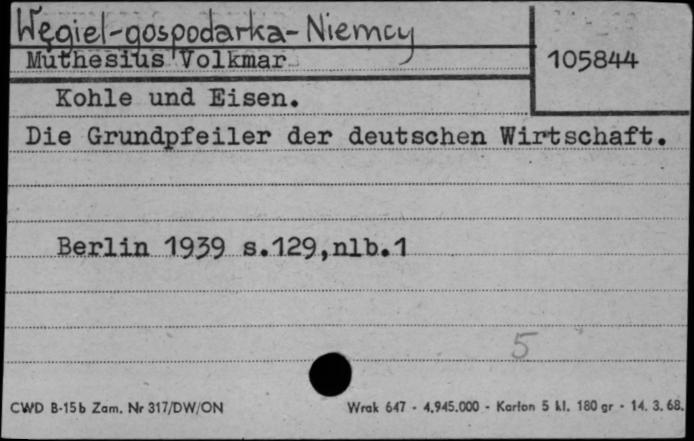 Węgiel-gospodarka-Niemcy
Muthesius Volkmar
105844
Kohle und Eisen.
Die Grundpfeiler der deutschen Wirtschaft.
Berlin 1939 s.129,nlb.1
5
CWD B-15b Zam. Nr 317/DW/ON
Wrak 647 - 4.945.000 - Karton 5 kl. 180 gr - 14. 3. 68.